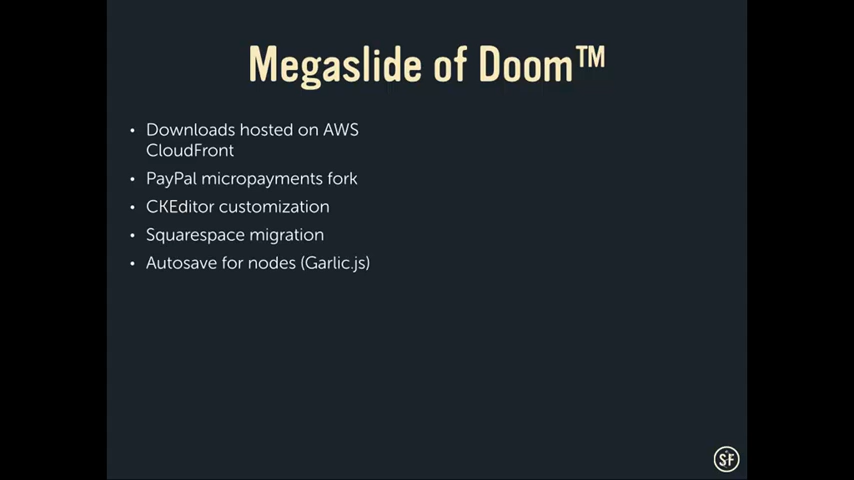 Megaslide of Doom™
• Downloads hosted on AWS
CloudFront
• PayPal micropayments fork
• CKEditor customization
• Squarespace migration
• Autosave for nodes (Garlic.js)
SF